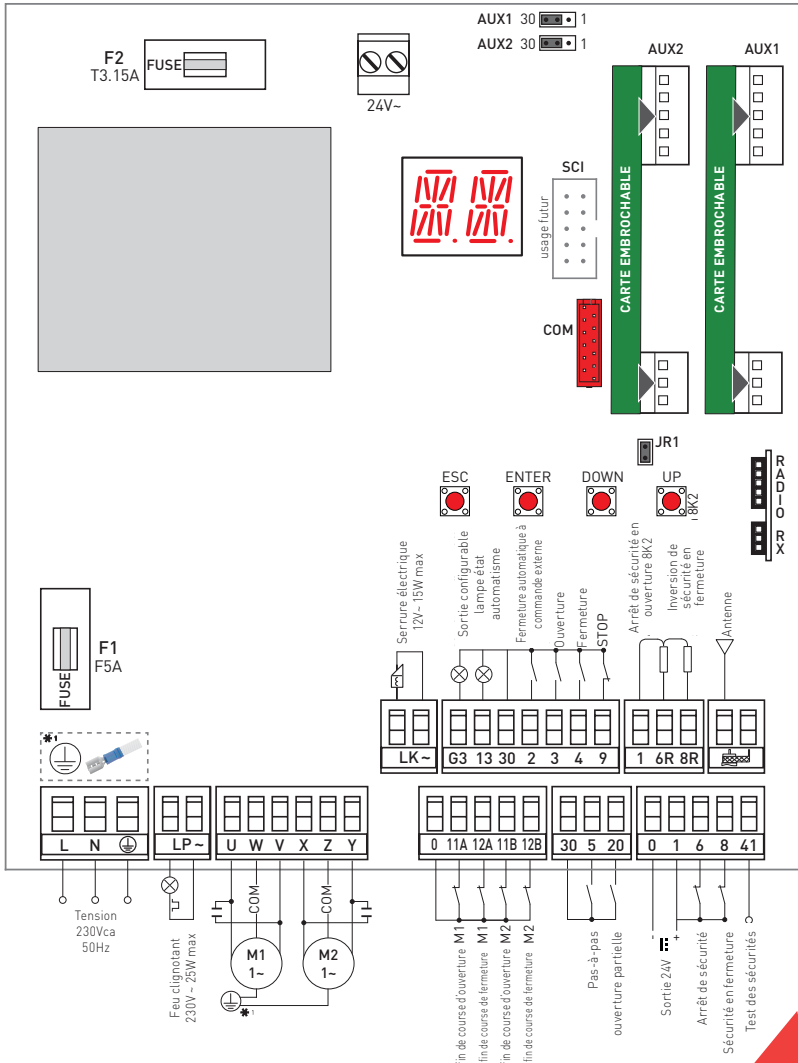 AUX1 30 1
AUX2 30 1
F2
T3.15A
FUSE
24V~
AUX2
AUX1
CARTE EMBROCHABLE
CARTE EMBROCHABLE
SCI
usage futur
COM
JR1
ESC
ENTER
DOWN
UP
8K2
RADIO RX
F1
F5A
FUSE
Serrure électrique
12V~ 15W max
Sortie configurable
lampe état
automatisme
Fermeture automatique à
commande externe
Ouverture
Fermeture
STOP
Arrêt de sécurité en
ouverture 8K2
Inversion de
sécurité en
fermeture
Antenne
*1
LK~
G3 13 30 2 3 4 9
1 6R 8R
L N
LP~
U W V X Z Y
0 11A 12A 11B 12B
30 5 20
0 1 6 8 41
Tension
230Vca
50Hz
Feu clignotant
230V ~ 25W max
COM
COM
M1
1~
M2
1~
*1
fin de course d'ouverture M1
fin de course de fermeture M1
fin de course d'ouverture M2
fin de course de fermeture M2
Pas-à-pas
ouverture partielle
- +
Sortie 24V
Arrêt de sécurité
Sécurité en fermeture
Test des sécurités